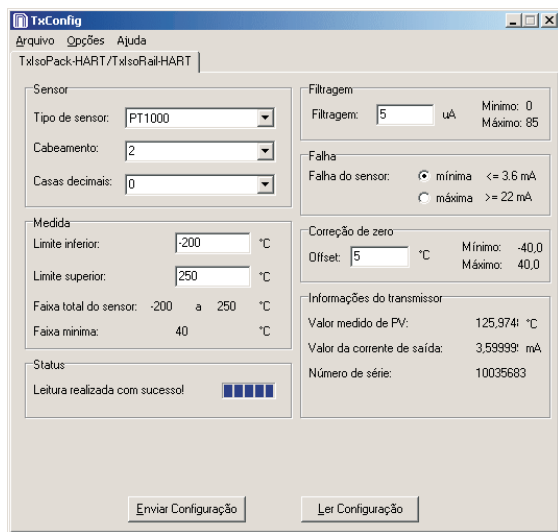 TxConfig
Arquivo Opções Ajuda
TxIsoPack-HART/TxIsoRail-HART
Sensor
Tipo de sensor: PT1000
Cabeamento: 2
Casas decimais: 0
Medida
Limite inferior: -200 °C
Limite superior: 250 °C
Faixa total do sensor: -200 a 250 °C
Faixa minima: 40 °C
Status
Leitura realizada com sucesso!
Filtragem
Filtragem: 5 uA
Minimo: 0
Máximo: 85
Falha
Falha do sensor: mínima <= 3.6 mA
máxima >= 22 mA
Correção de zero
Offset: 5 °C
Mínimo: -40,0
Máximo: 40,0
Informações do transmissor
Valor medido de PV: 125,974 °C
Valor da corrente de saída: 3,59999 mA
Número de série: 10035683
Enviar Configuração
Ler Configuração